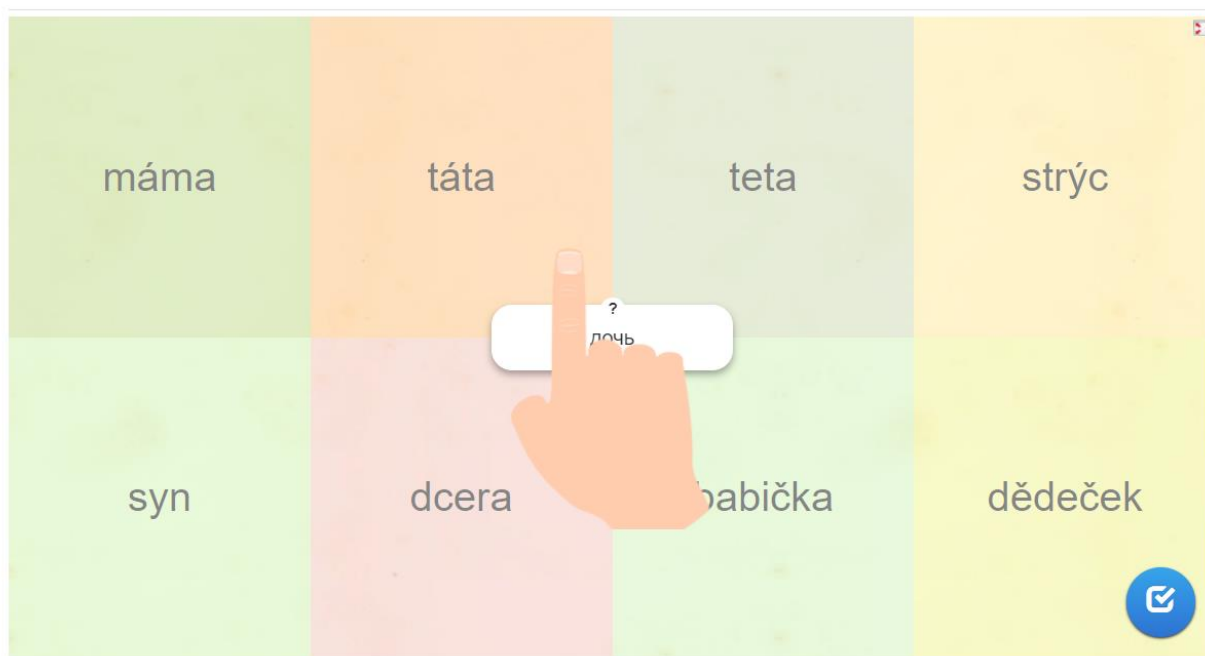 máma
táta
teta
strýc
?
дочь
syn
dcera
babička
dědeček